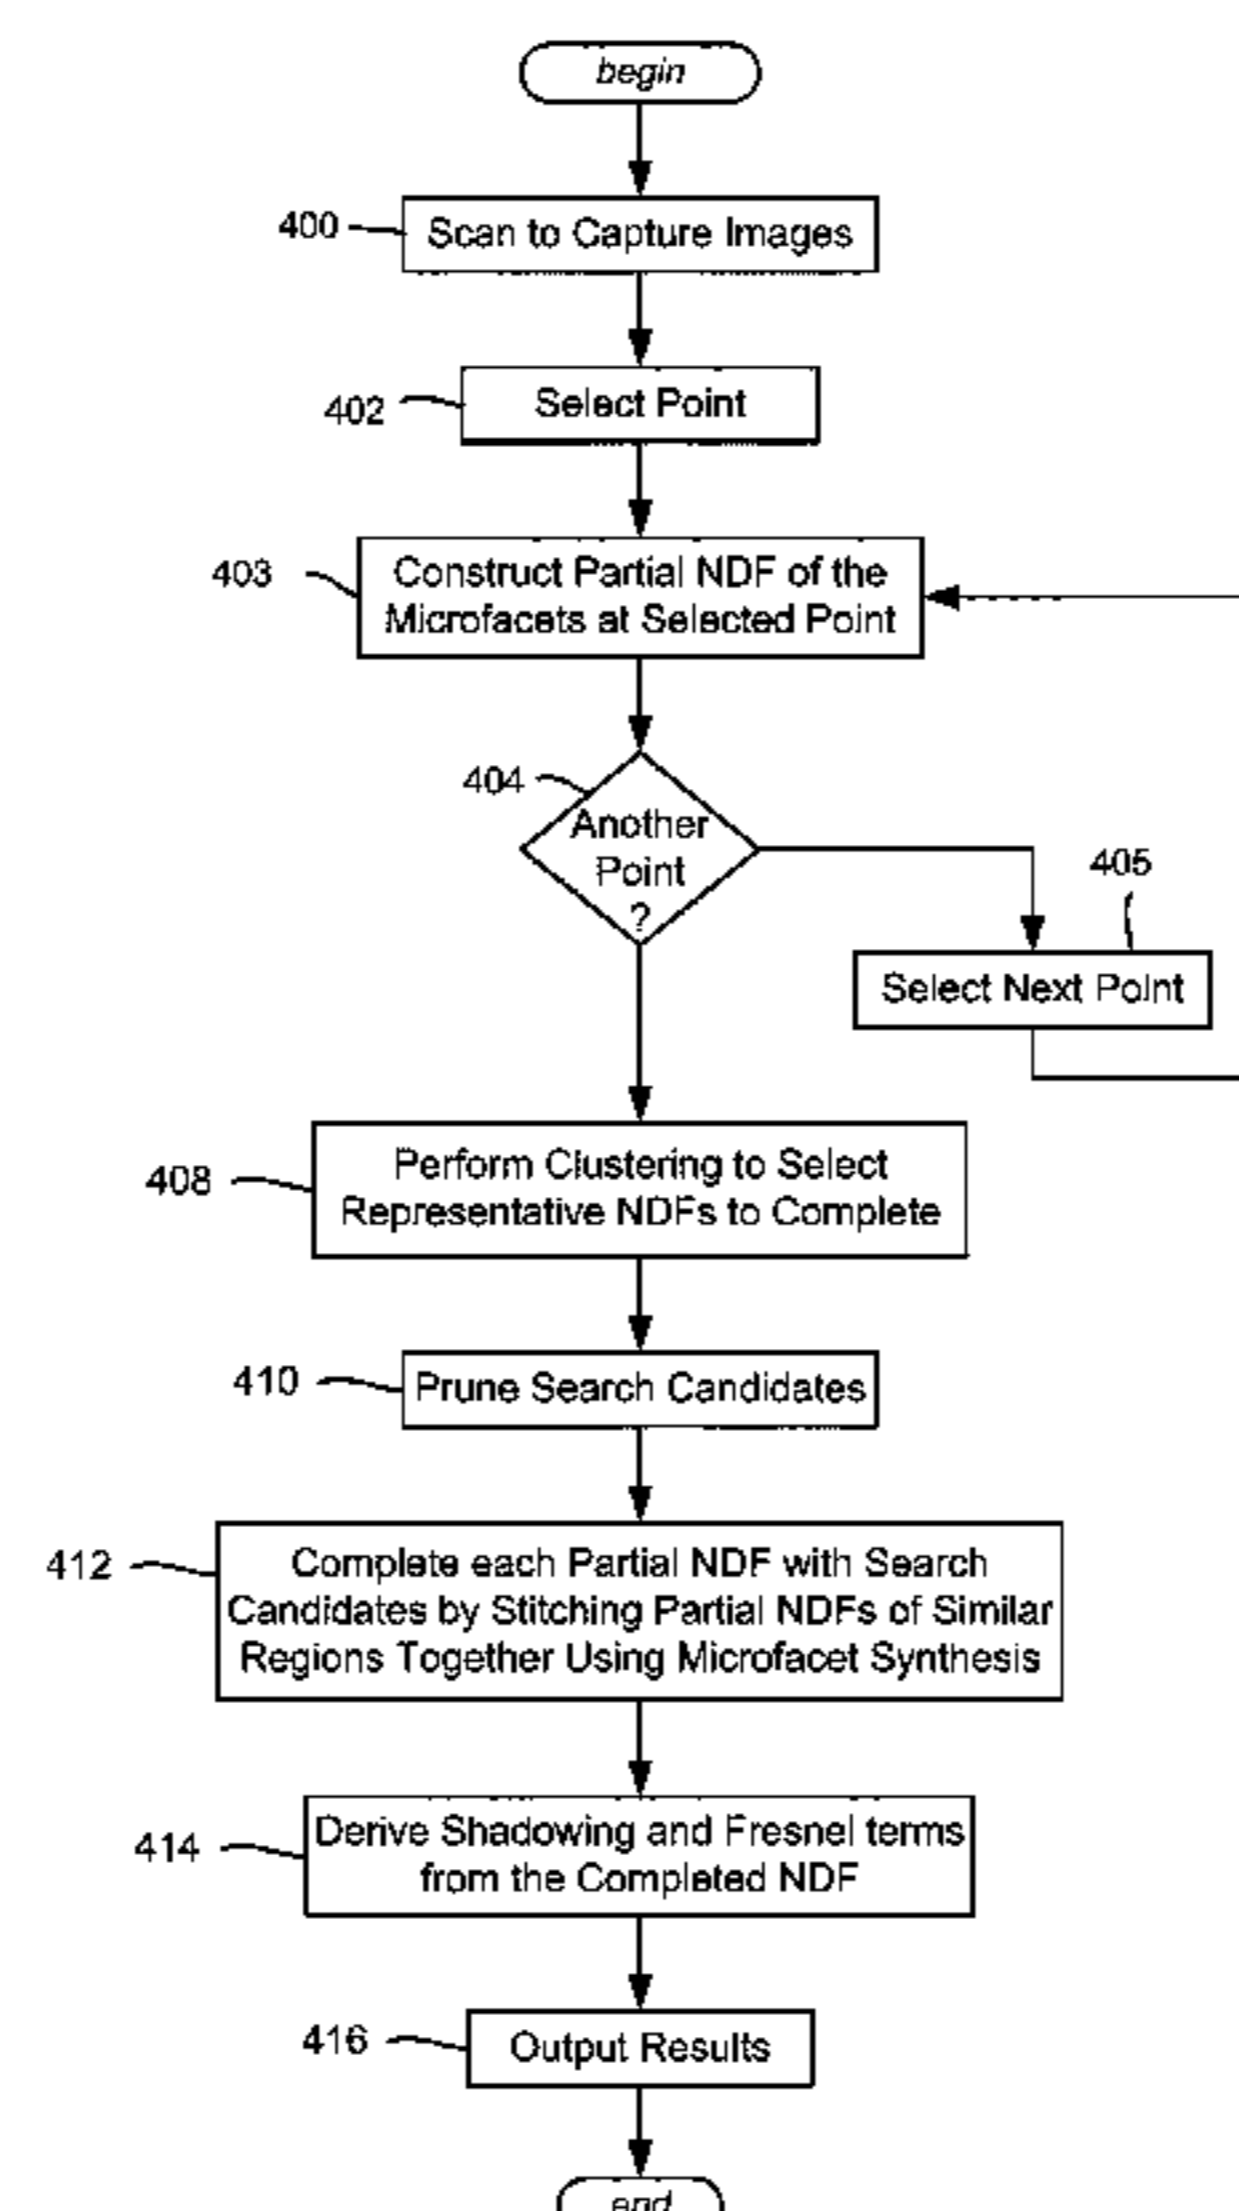 begin
400
Scan to Capture Images
402
Select Point
403
Construct Partial NDF of the
Microfacets at Selected Point
404
Another
Point
?
405
Select Next Point
408
Perform Clustering to Select
Representative NDFs to Complete
410
Prune Search Candidates
412
Complete each Partial NDF with Search
Candidates by Stitching Partial NDFs of Similar
Regions Together Using Microfacet Synthesis
414
Derive Shadowing and Fresnel terms
from the Completed NDF
416
Output Results
end